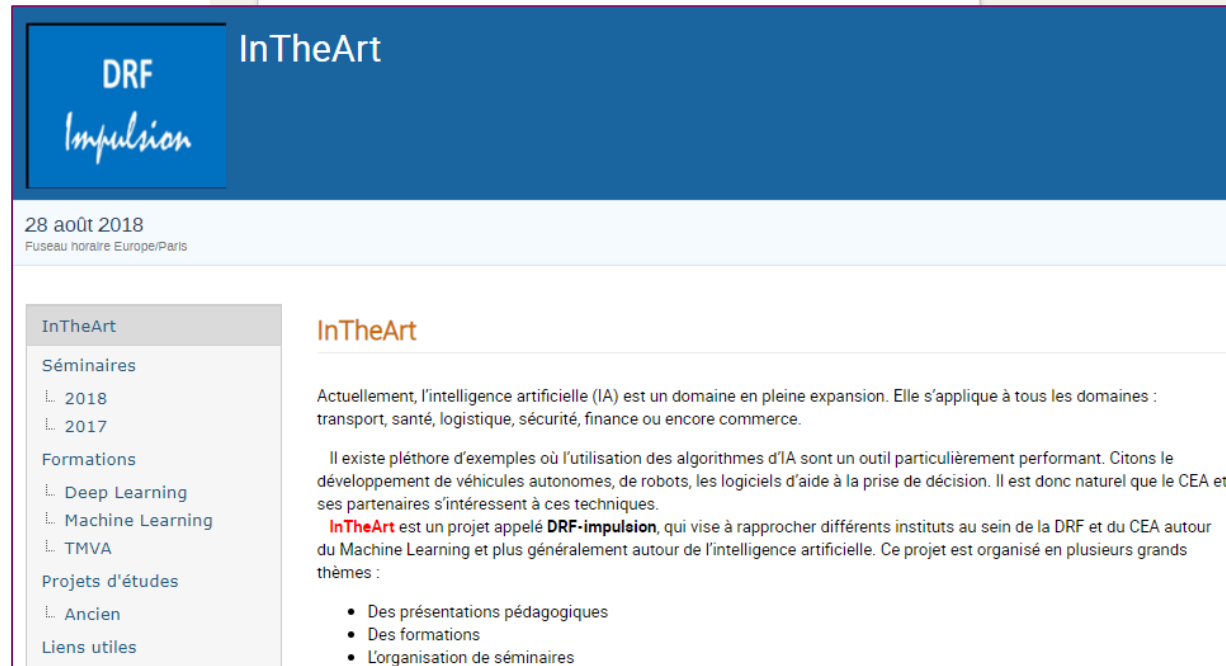 DRF
Impulsion
InTheArt
28 août 2018
Fuseau horaire Europe/Paris
InTheArt
Séminaires
2018
2017
Formations
Deep Learning
Machine Learning
TMVA
Projets d'études
Ancien
Liens utiles
InTheArt
Actuellement, l'intelligence artificielle (IA) est un domaine en pleine expansion. Elle s'applique à tous les domaines :
transport, santé, logistique, sécurité, finance ou encore commerce.
Il existe pléthore d'exemples où l'utilisation des algorithmes d'IA sont un outil particulièrement performant. Citons le
développement de véhicules autonomes, de robots, les logiciels d'aide à la prise de décision. Il est donc naturel que le CEA et
ses partenaires s'intéressent à ces techniques.
InTheArt est un projet appelé DRF-impulsion, qui vise à rapprocher différents instituts au sein de la DRF et du CEA autour
du Machine Learning et plus généralement autour de l'intelligence artificielle. Ce projet est organisé en plusieurs grands
thèmes :
• Des présentations pédagogiques
• Des formations
• L'organisation de séminaires